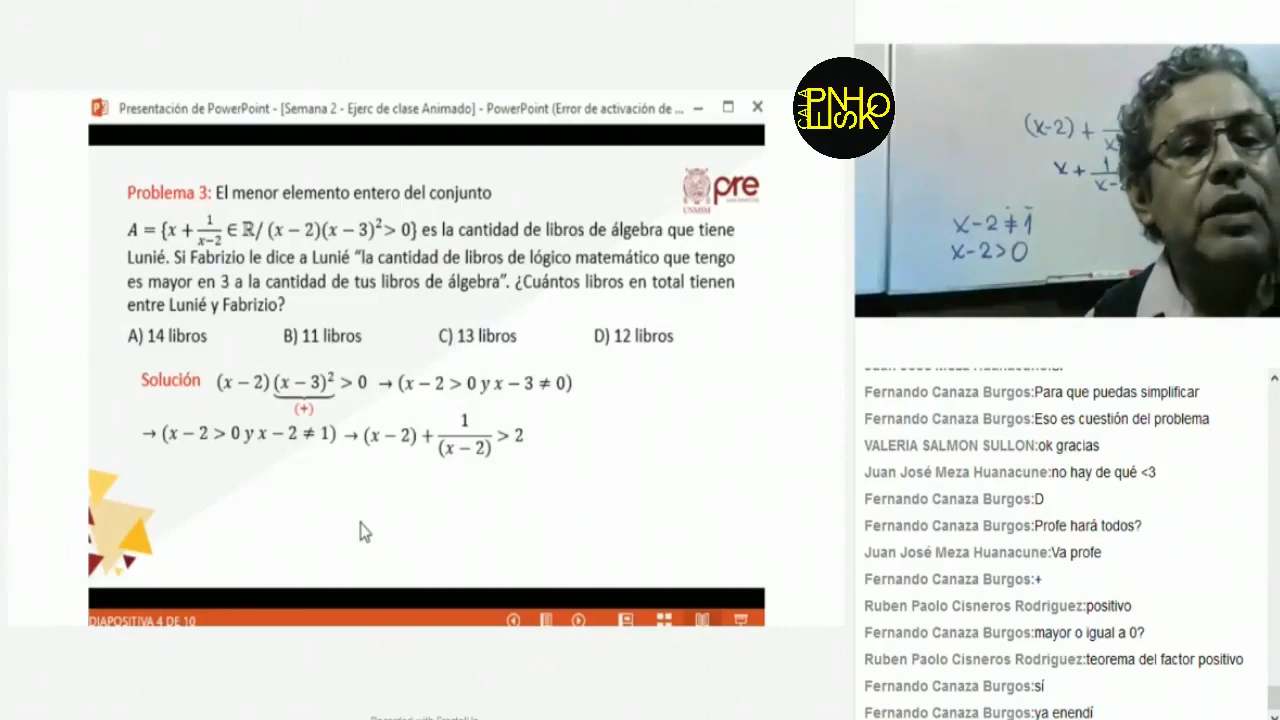 Presentación de PowerPoint - [Semana 2 - Ejerc de clase Animado] - PowerPoint (Error de activación de ...
Problema 3: El menor elemento entero del conjunto
A = {x + 1/(x−2) ∈ ℝ/ (x − 2)(x − 3)² > 0} es la cantidad de libros de álgebra que tiene
Lunié. Si Fabrizio le dice a Lunié “la cantidad de libros de lógico matemático que tengo
es mayor en 3 a la cantidad de tus libros de álgebra”. ¿Cuántos libros en total tienen
entre Lunié y Fabrizio?
A) 14 libros B) 11 libros C) 13 libros D) 12 libros
Solución (x − 2)(x − 3)² > 0 → (x − 2 > 0 y x − 3 ≠ 0)
(+)
→ (x − 2 > 0 y x − 2 ≠ 1) → (x − 2) + 1/(x − 2) > 2
pre
UNMSM
DIAPOSITIVA 4 DE 10
(x-2) +
x + 1/x-2
x-2 ≠ 1
x-2 > 0
Fernando Canaza Burgos:Para que puedas simplificar
Fernando Canaza Burgos:Eso es cuestión del problema
VALERIA SALMON SULLON:ok gracias
Juan José Meza Huanacune:no hay de qué <3
Fernando Canaza Burgos:D
Fernando Canaza Burgos:Profe hará todos?
Juan José Meza Huanacune:Va profe
Fernando Canaza Burgos:+
Ruben Paolo Cisneros Rodriguez:positivo
Fernando Canaza Burgos:mayor o igual a 0?
Ruben Paolo Cisneros Rodriguez:teorema del factor positivo
Fernando Canaza Burgos:sí
Fernando Canaza Burgos:ya enendí